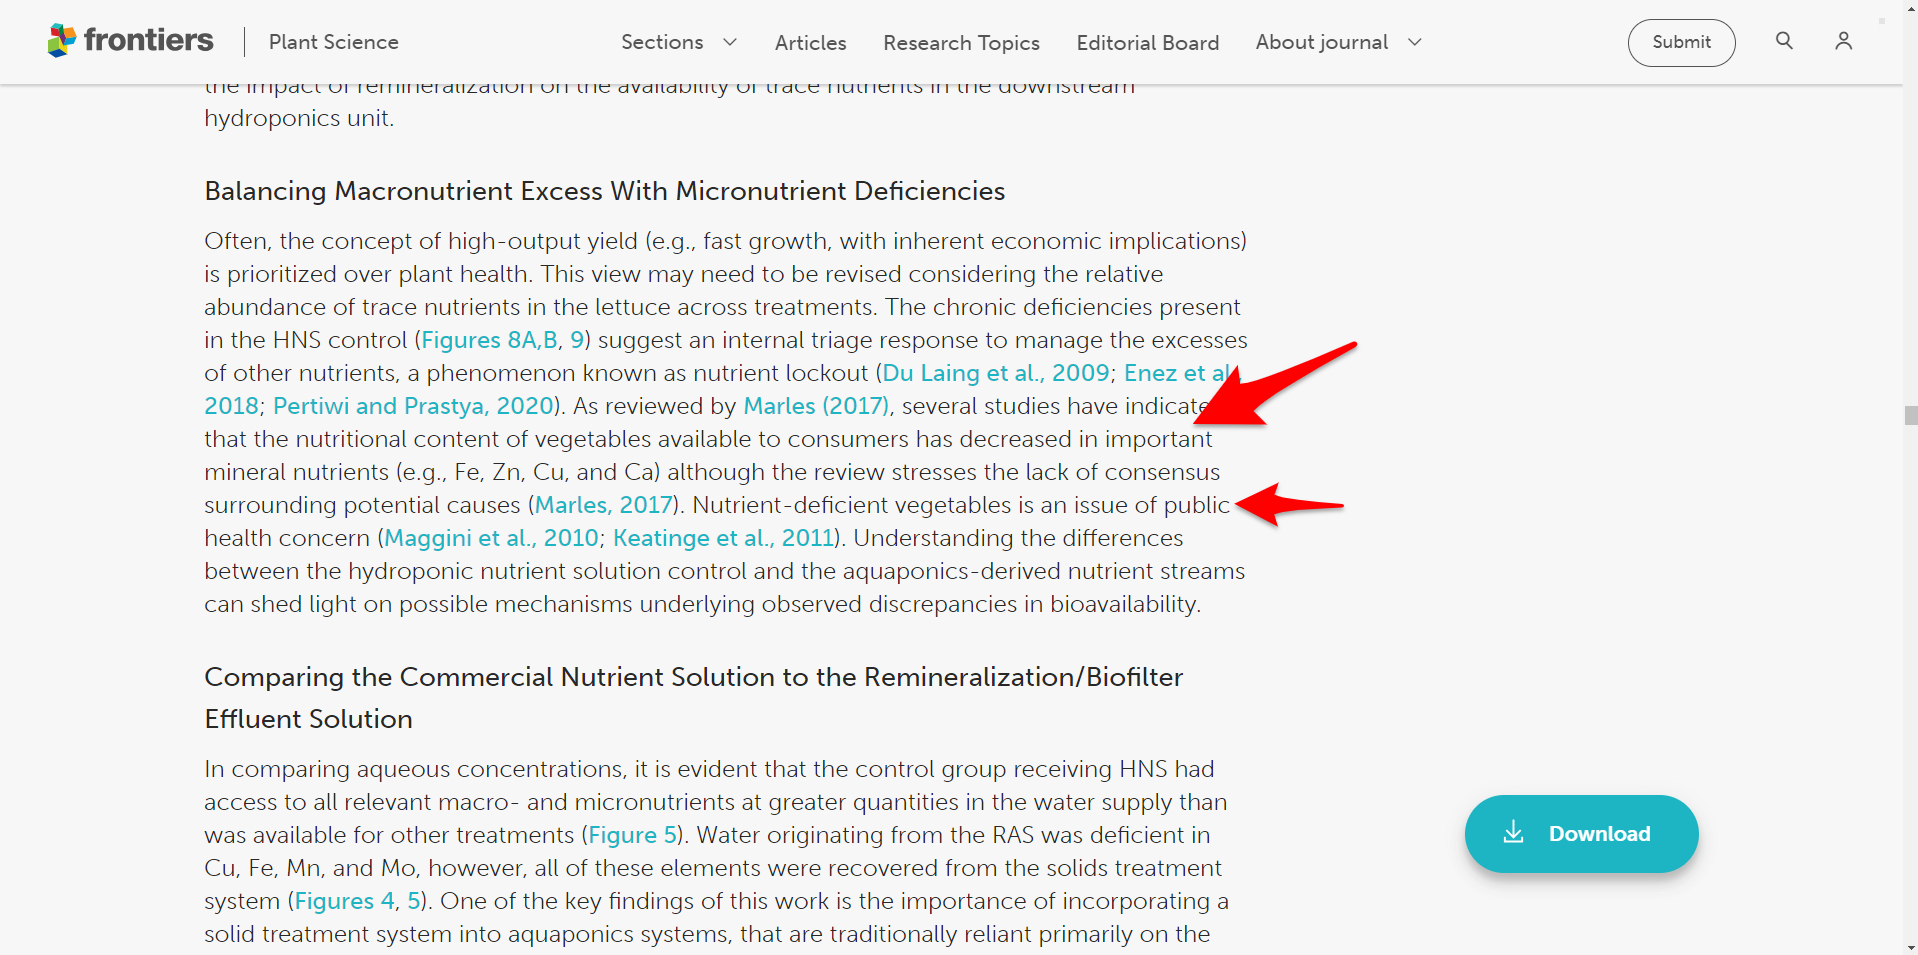 frontiers
Plant Science
Sections
Articles
Research Topics
Editorial Board
About journal
Submit
the impact of remineralization on the availability of trace nutrients in the downstream
hydroponics unit.
Balancing Macronutrient Excess With Micronutrient Deficiencies
Often, the concept of high-output yield (e.g., fast growth, with inherent economic implications)
is prioritized over plant health. This view may need to be revised considering the relative
abundance of trace nutrients in the lettuce across treatments. The chronic deficiencies present
in the HNS control (Figures 8A,B, 9) suggest an internal triage response to manage the excesses
of other nutrients, a phenomenon known as nutrient lockout (Du Laing et al., 2009; Enez et al.,
2018; Pertiwi and Prastya, 2020). As reviewed by Marles (2017), several studies have indicate
that the nutritional content of vegetables available to consumers has decreased in important
mineral nutrients (e.g., Fe, Zn, Cu, and Ca) although the review stresses the lack of consensus
surrounding potential causes (Marles, 2017). Nutrient-deficient vegetables is an issue of public
health concern (Maggini et al., 2010; Keatinge et al., 2011). Understanding the differences
between the hydroponic nutrient solution control and the aquaponics-derived nutrient streams
can shed light on possible mechanisms underlying observed discrepancies in bioavailability.
Comparing the Commercial Nutrient Solution to the Remineralization/Biofilter
Effluent Solution
In comparing aqueous concentrations, it is evident that the control group receiving HNS had
access to all relevant macro- and micronutrients at greater quantities in the water supply than
was available for other treatments (Figure 5). Water originating from the RAS was deficient in
Cu, Fe, Mn, and Mo, however, all of these elements were recovered from the solids treatment
system (Figures 4, 5). One of the key findings of this work is the importance of incorporating a
solid treatment system into aquaponics systems, that are traditionally reliant primarily on the
Download